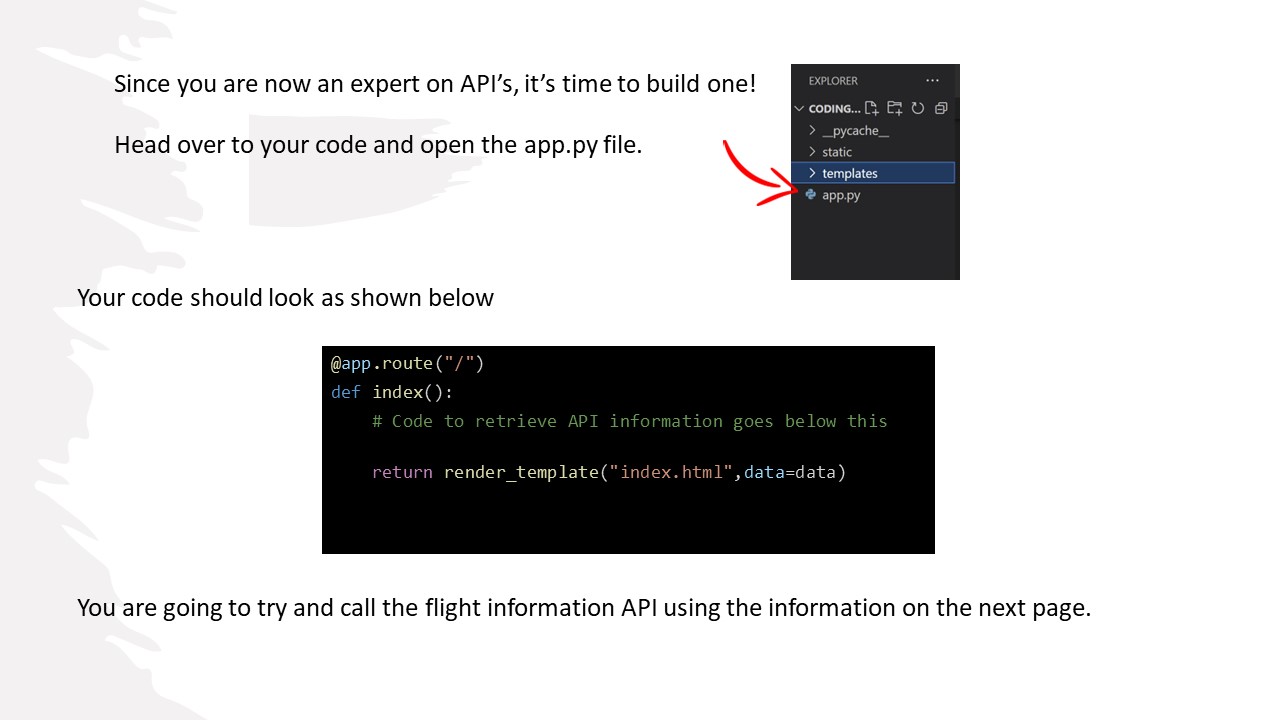 Since you are now an expert on API’s, it’s time to build one!
Head over to your code and open the app.py file.
EXPLORER ...
CODING...
__pycache__
static
templates
app.py
Your code should look as shown below
@app.route("/")
def index():
    # Code to retrieve API information goes below this
    return render_template("index.html",data=data)
You are going to try and call the flight information API using the information on the next page.